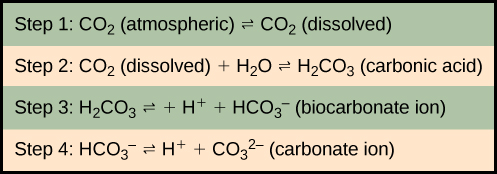 Step 1: CO₂ (atmospheric) ⇌ CO₂ (dissolved)
Step 2: CO₂ (dissolved) + H₂O ⇌ H₂CO₃ (carbonic acid)
Step 3: H₂CO₃ ⇌ + H⁺ + HCO₃⁻ (biocarbonate ion)
Step 4: HCO₃⁻ ⇌ H⁺ + CO₃²⁻ (carbonate ion)